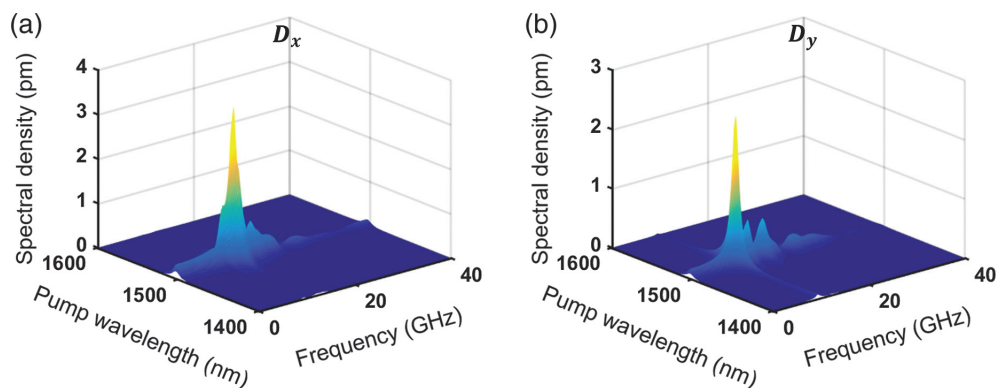 (a)
D_x
Spectral density (pm)
4
3
2
1
0
1600
1500
1400
Pump wavelength (nm)
0
20
40
Frequency (GHz)
(b)
D_y
Spectral density (pm)
3
2
1
0
1600
1500
1400
Pump wavelength (nm)
0
20
40
Frequency (GHz)